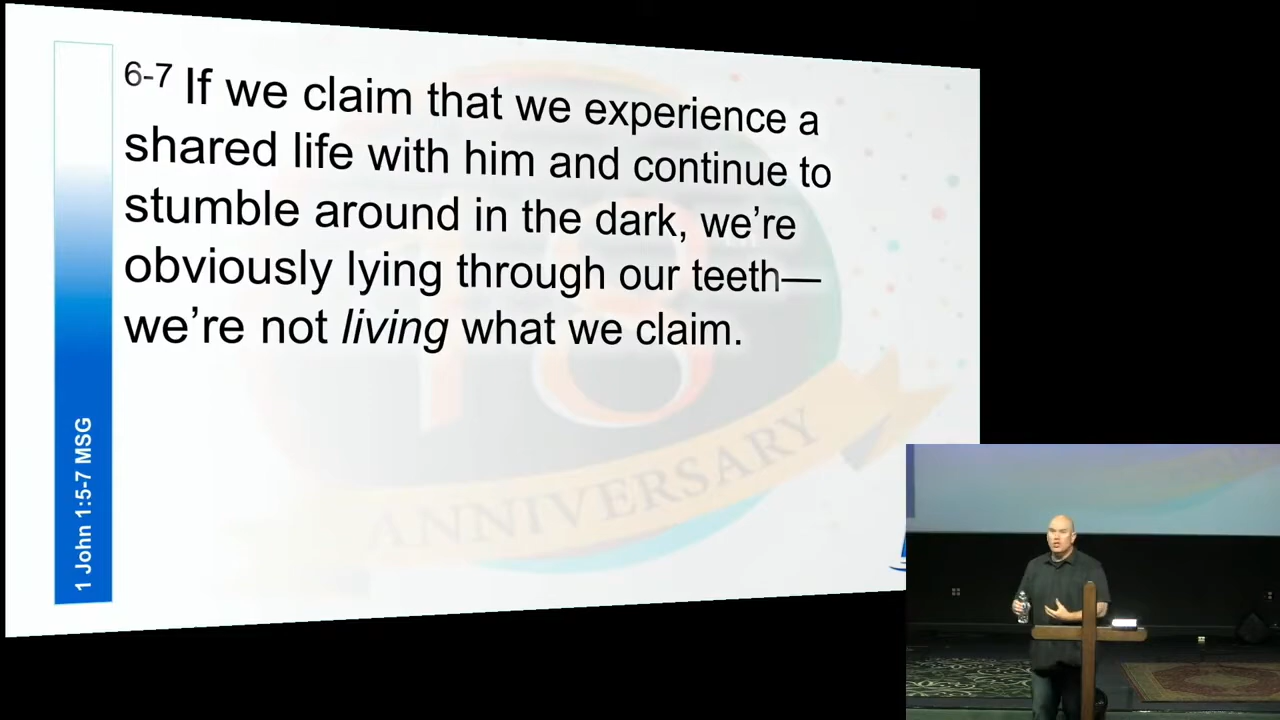 6-7 If we claim that we experience a
shared life with him and continue to
stumble around in the dark, we’re
obviously lying through our teeth—
we’re not living what we claim.
18
ANNIVERSARY
1 John 1:5-7 MSG